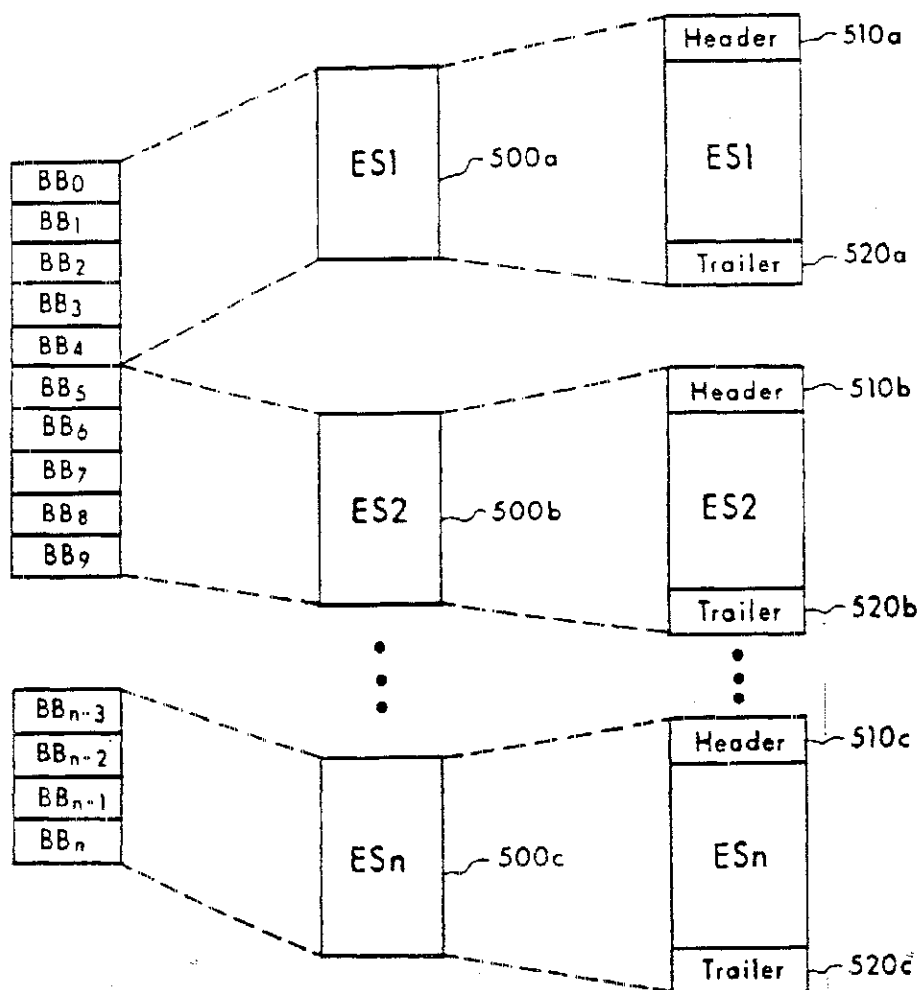 BB0
BB1
BB2
BB3
BB4
BB5
BB6
BB7
BB8
BB9
BBn-3
BBn-2
BBn-1
BBn
ES1
500a
ES2
500b
ESn
500c
Header
510a
ES1
Trailer
520a
Header
510b
ES2
Trailer
520b
Header
510c
ESn
Trailer
520c